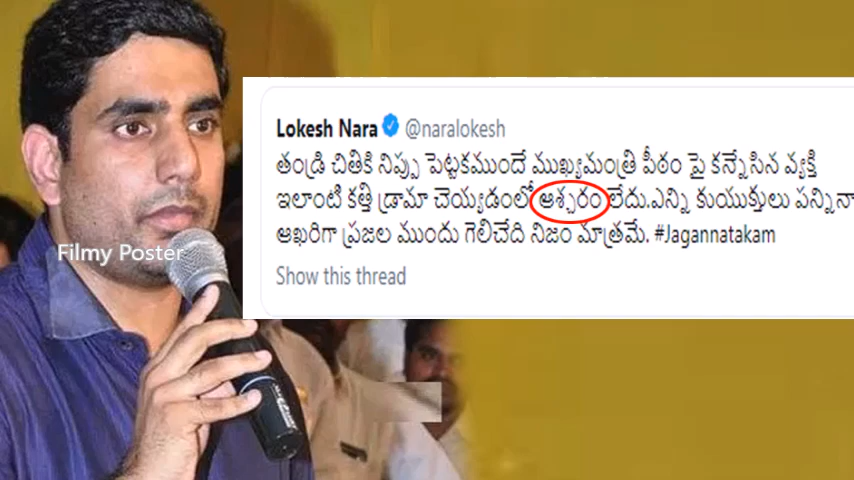 Lokesh Nara @naralokesh
తండ్రి చితికి నిప్పు పెట్టకముందే ముఖ్యమంత్రి పీఠం పై కన్నేసిన వ్యక్తి
ఇలాంటి కత్తి డ్రామా చెయ్యడంలో ఆశ్చరం లేదు.ఎన్ని కుయుక్తులు పన్నినా
ఆఖరిగా ప్రజల ముందు గెలిచేది నిజం మాత్రమే. #Jagannatakam
Show this thread
Filmy Poster